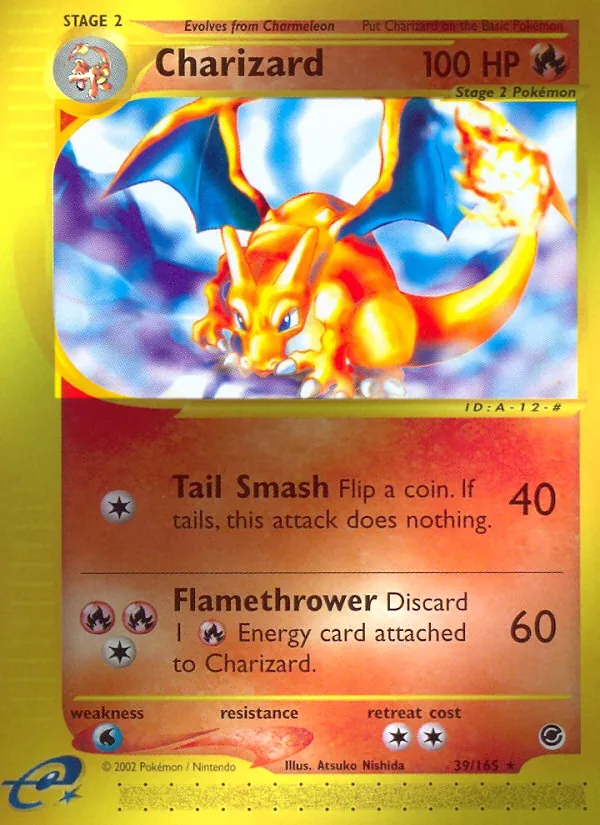 STAGE 2
Evolves from Charmeleon
Put Charizard on the Basic Pokémon
Charizard
100 HP
Stage 2 Pokémon
ID:A-12-#
Tail Smash Flip a coin. If
tails, this attack does nothing.
40
Flamethrower Discard
1 Energy card attached
to Charizard.
60
weakness
resistance
retreat cost
© 2002 Pokémon / Nintendo
Illus. Atsuko Nishida
39/165 ★
e